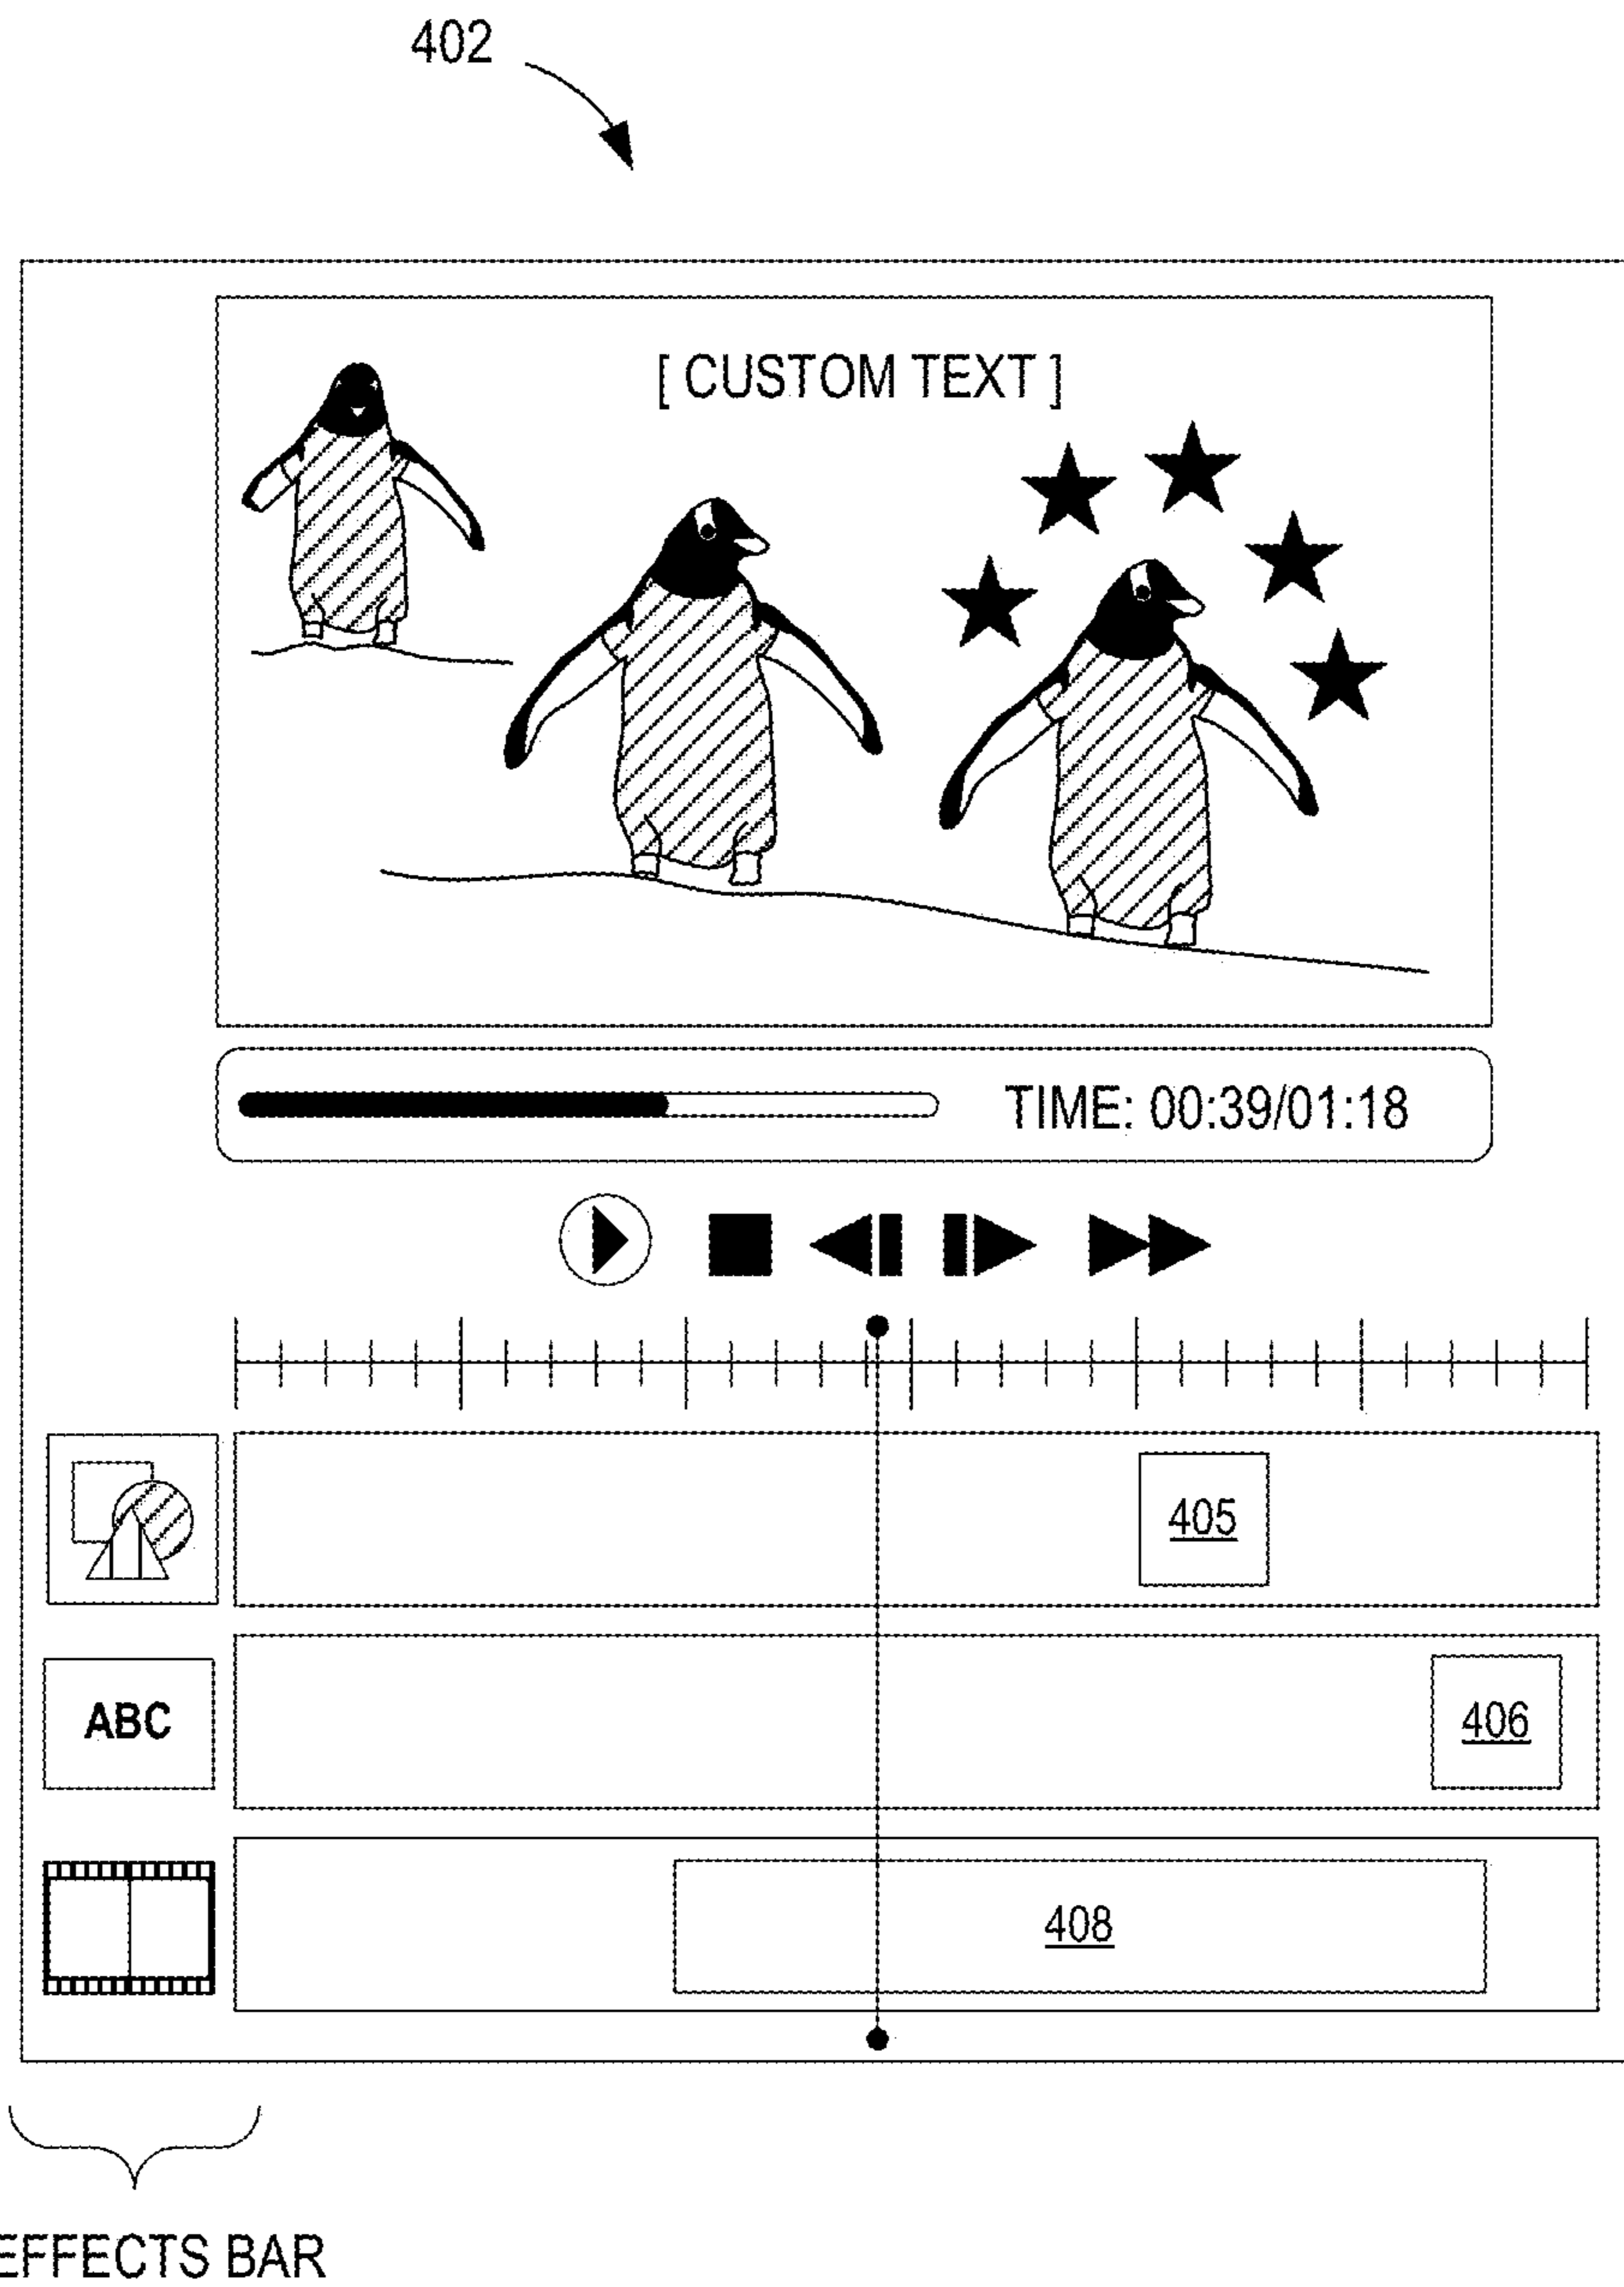 402
[ CUSTOM TEXT ]
TIME: 00:39/01:18
405
ABC
406
408
EFFECTS BAR